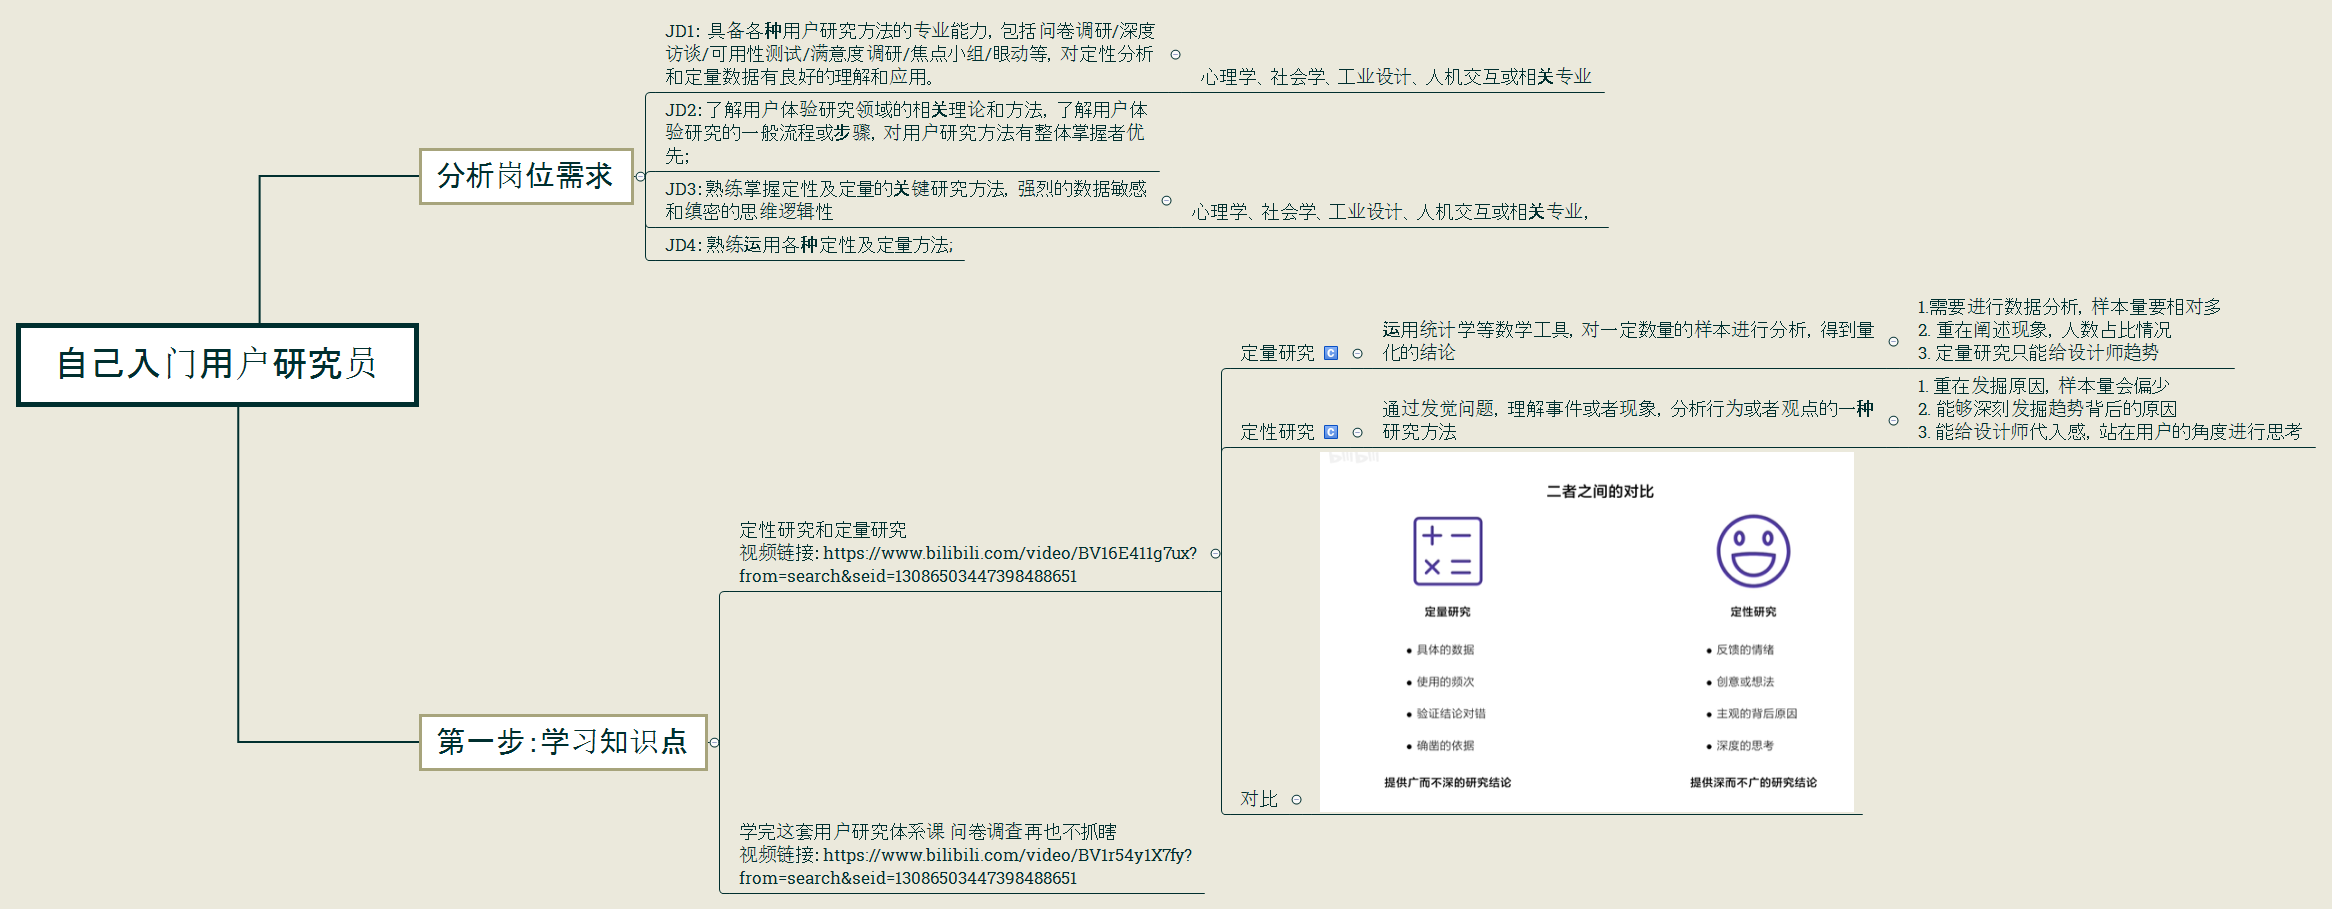 自己入门用户研究员
分析岗位需求
JD1: 具备各种用户研究方法的专业能力, 包括问卷调研/深度
访谈/可用性测试/满意度调研/焦点小组/眼动等, 对定性分析
和定量数据有良好的理解和应用。
心理学、社会学、工业设计、人机交互或相关专业
JD2: 了解用户体验研究领域的相关理论和方法, 了解用户体
验研究的一般流程或步骤, 对用户研究方法有整体掌握者优
先;
JD3: 熟练掌握定性及定量的关键研究方法, 强烈的数据敏感
和缜密的思维逻辑性
心理学、社会学、工业设计、人机交互或相关专业,
JD4: 熟练运用各种定性及定量方法;
第一步:学习知识点
定性研究和定量研究
视频链接: https://www.bilibili.com/video/BV16E411g7ux?
from=search&seid=13086503447398488651
定量研究
C
运用统计学等数学工具, 对一定数量的样本进行分析, 得到量
化的结论
1.需要进行数据分析, 样本量要相对多
2. 重在阐述现象, 人数占比情况
3. 定量研究只能给设计师趋势
定性研究
C
通过发觉问题, 理解事件或者现象, 分析行为或者观点的一种
研究方法
1. 重在发掘原因, 样本量会偏少
2. 能够深刻发掘趋势背后的原因
3. 能给设计师代入感, 站在用户的角度进行思考
对比
二者之间的对比
定量研究
● 具体的数据
● 使用的频次
● 验证结论对错
● 确凿的依据
提供广而不深的研究结论
定性研究
● 反馈的情绪
● 创意或想法
● 主观的背后原因
● 深度的思考
提供深而不广的研究结论
学完这套用户研究体系课 问卷调查再也不抓瞎
视频链接: https://www.bilibili.com/video/BV1r54y1X7fy?
from=search&seid=13086503447398488651